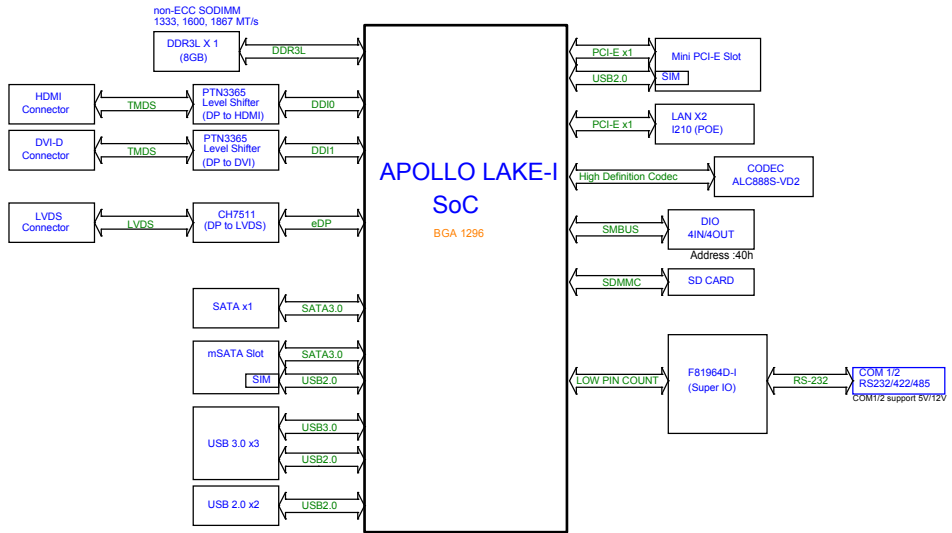 non-ECC SODIMM
1333, 1600, 1867 MT/s
DDR3L X 1
(8GB)
DDR3L
HDMI
Connector
TMDS
PTN3365
Level Shifter
(DP to HDMI)
DDI0
DVI-D
Connector
TMDS
PTN3365
Level Shifter
(DP to DVI)
DDI1
LVDS
Connector
LVDS
CH7511
(DP to LVDS)
eDP
SATA x1
SATA3.0
mSATA Slot
SIM
SATA3.0
USB2.0
USB 3.0 x3
USB3.0
USB2.0
USB 2.0 x2
USB2.0
APOLLO LAKE-I
SoC
BGA 1296
PCI-E x1
USB2.0
Mini PCI-E Slot
SIM
PCI-E x1
LAN X2
I210 (POE)
High Definition Codec
CODEC
ALC888S-VD2
SMBUS
DIO
4IN/4OUT
Address :40h
SDMMC
SD CARD
LOW PIN COUNT
F81964D-I
(Super IO)
RS-232
COM 1/2
RS232/422/485
COM1/2 support 5V/12V